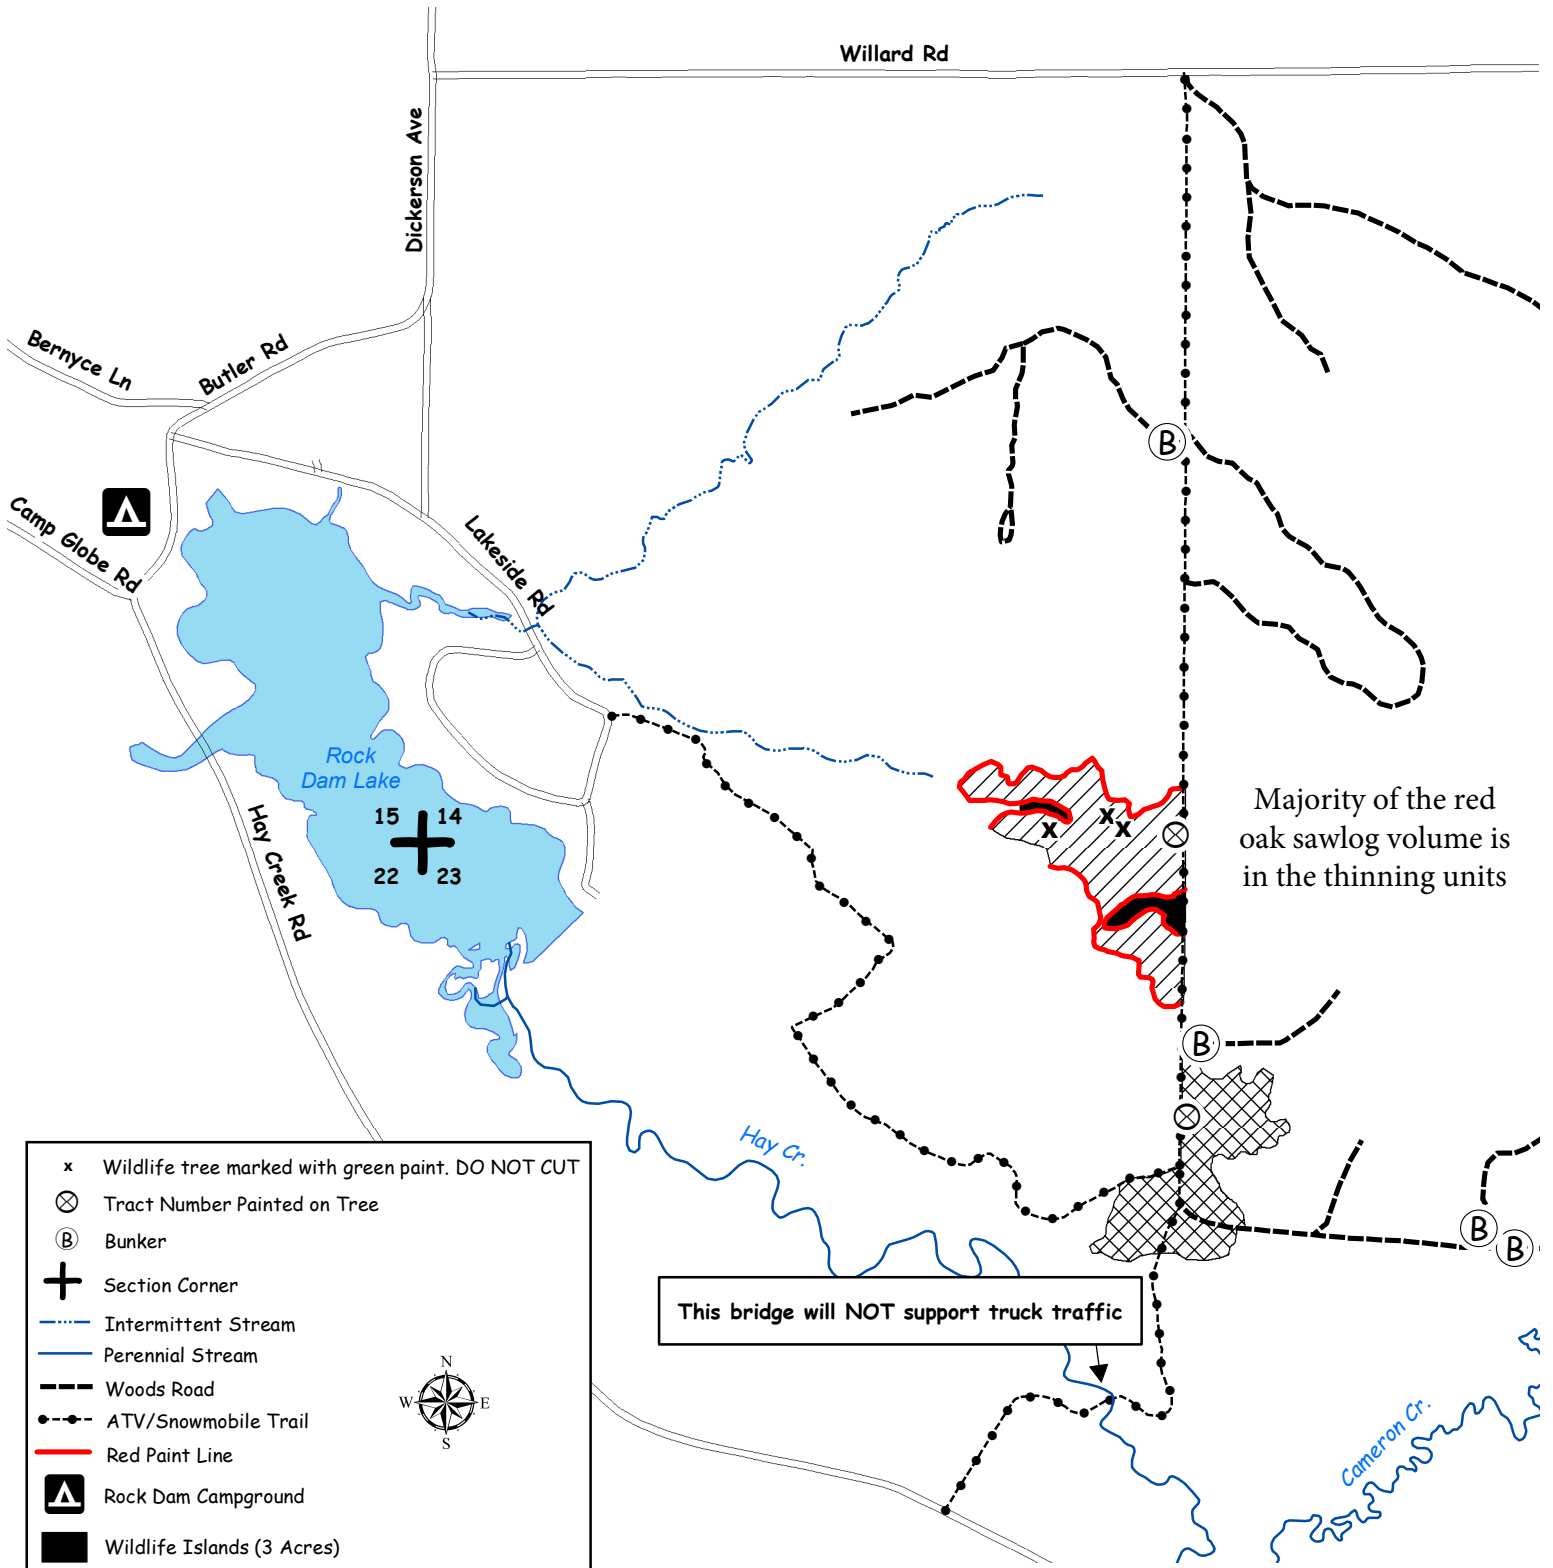 Willard Rd
Dickerson Ave
Bernyce Ln
Butler Rd
Camp Globe Rd
Lakeside Rd
Rock
Dam Lake
15 14
22 23
Hay Creek Rd
B
Majority of the red
oak sawlog volume is
in the thinning units
x
x
x
B
Hay Cr.
B
B
This bridge will NOT support truck traffic
Cameron Cr.
x Wildlife tree marked with green paint. DO NOT CUT
Tract Number Painted on Tree
B Bunker
Section Corner
Intermittent Stream
Perennial Stream
Woods Road
ATV/Snowmobile Trail
Red Paint Line
Rock Dam Campground
Wildlife Islands (3 Acres)
N
W E
S